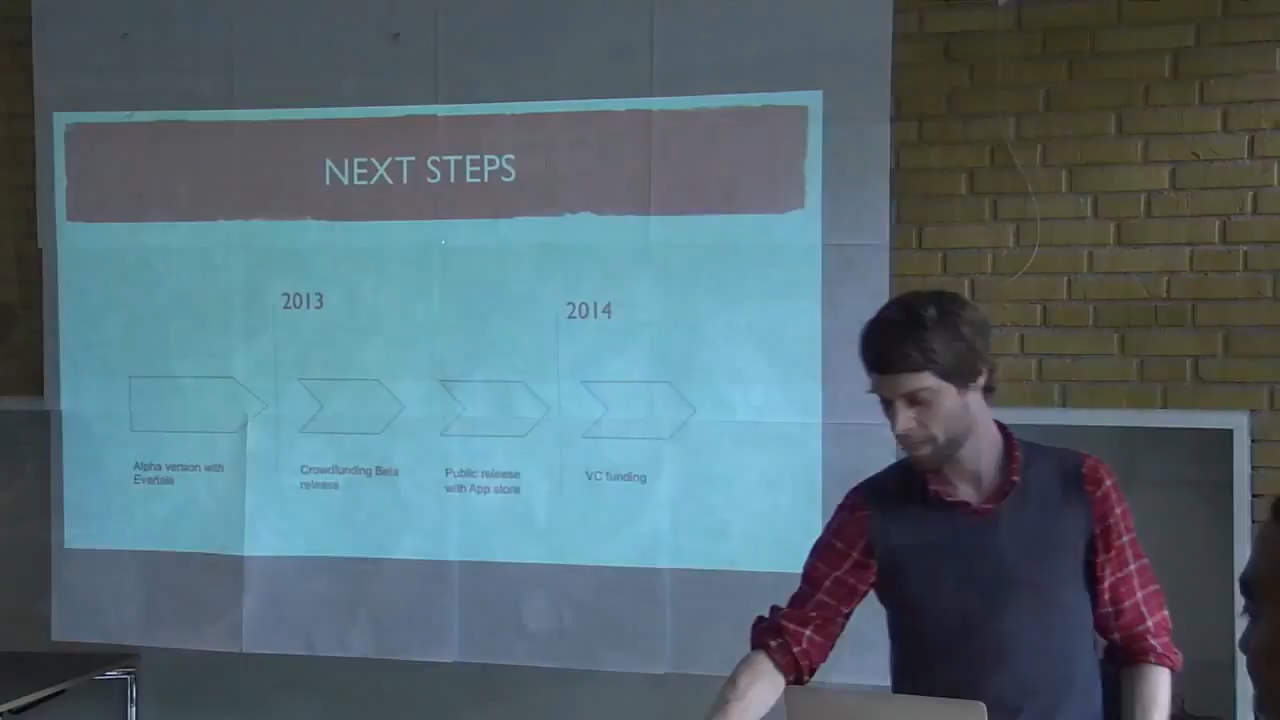 NEXT STEPS
2013
2014
Alpha version with
Evertale
Crowdfunding Beta
release
Public release
with App store
VC funding